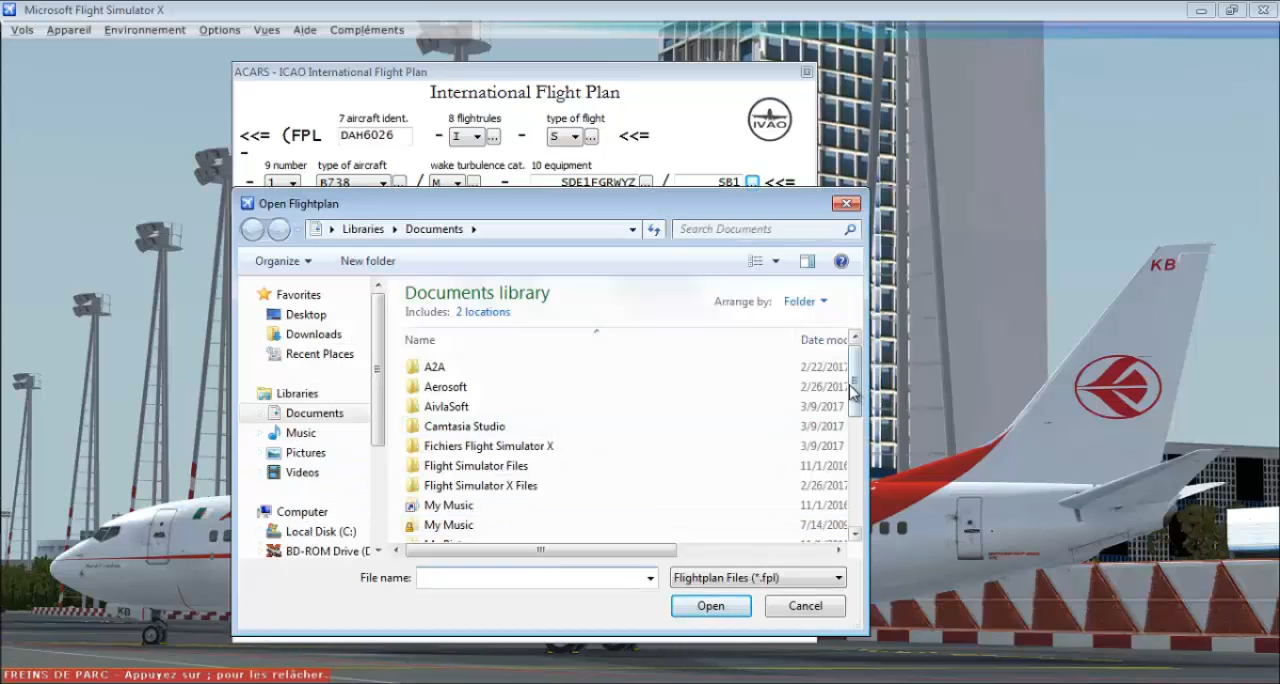 Microsoft Flight Simulator X
Vols Appareil Environnement Options Vues Aide Compléments
ACARS - ICAO International Flight Plan
International Flight Plan
7 aircraft ident. 8 flightrules type of flight
<<= (FPL DAH6026 - I ... - S ... <<=
IVAO
-
9 number type of aircraft wake turbulence cat. 10 equipment
- 1 B738 ... / M ... - SDE1FGRWYZ ... / SB1 ... <<=
Open Flightplan
Libraries Documents
Search Documents
Organize New folder
Favorites
Desktop
Downloads
Recent Places
Libraries
Documents
Music
Pictures
Videos
Computer
Local Disk (C:)
BD-ROM Drive (D
Documents library
Includes: 2 locations
Arrange by: Folder
Name Date mod
A2A 2/22/2017
Aerosoft 2/26/2017
AivlaSoft 3/9/2017
Camtasia Studio 3/9/2017
Fichiers Flight Simulator X 3/9/2017
Flight Simulator Files 11/1/2016
Flight Simulator X Files 2/26/2017
My Music 11/1/2016
My Music 7/14/2009
File name: Flightplan Files (*.fpl)
Open Cancel
KB
KB
FREINS DE PARC - Appuyez sur ; pour les relâcher.